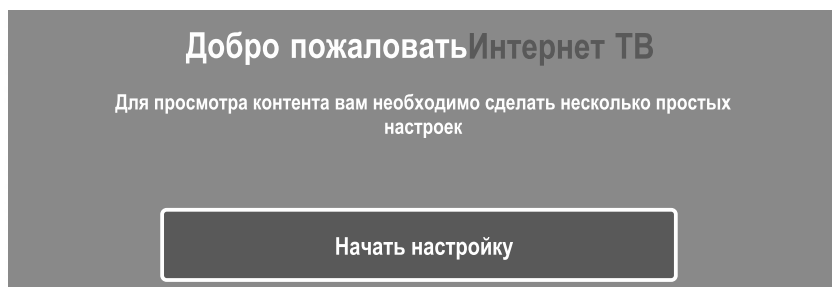 Добро пожаловатьИнтернет ТВ
Для просмотра контента вам необходимо сделать несколько простых
настроек
Начать настройку